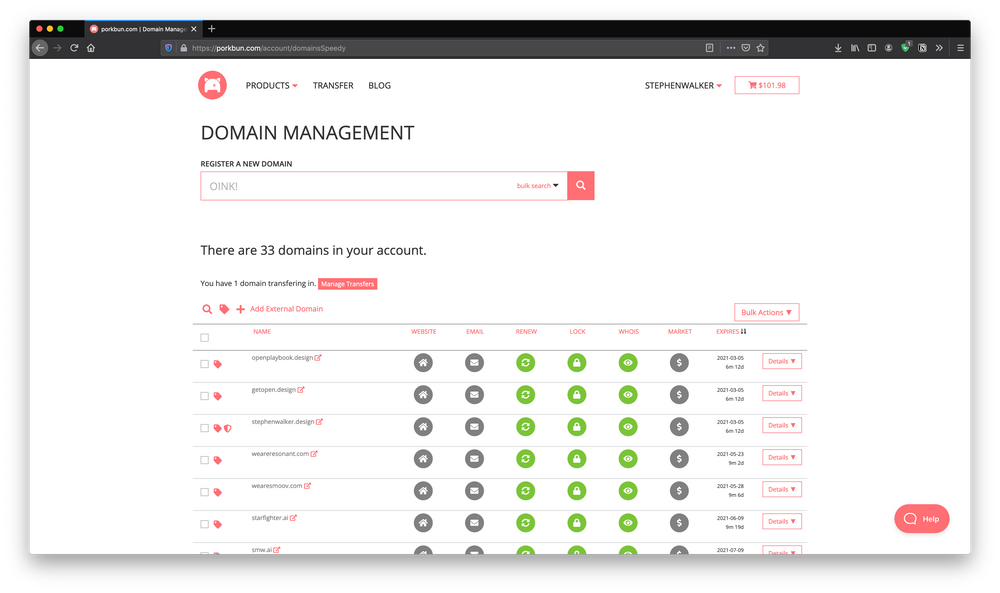 porkbun.com | Domain Manage
https://porkbun.com/account/domainsSpeedy
PRODUCTS
TRANSFER
BLOG
STEPHENWALKER
$101.98
DOMAIN MANAGEMENT
REGISTER A NEW DOMAIN
OINK!
bulk search
There are 33 domains in your account.
You have 1 domain transfering in. Manage Transfers
Add External Domain
Bulk Actions ▼
NAME WEBSITE EMAIL RENEW LOCK WHOIS MARKET EXPIRES
openplaybook.design $ 2021-03-05 Details ▼
6m 12d
getopen.design $ 2021-03-05 Details ▼
6m 12d
stephenwalker.design $ 2021-03-05 Details ▼
6m 12d
weareresonant.com $ 2021-05-23 Details ▼
9m 2d
wearesmoov.com $ 2021-05-28 Details ▼
9m 6d
starfighter.ai $ 2021-06-09 Details ▼
9m 19d
Help
smw.ai 2021-07-09 Details ▼